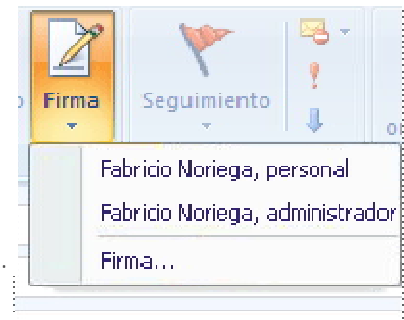 Firma
Seguimiento
Fabricio Noriega, personal
Fabricio Noriega, administrador
Firma...